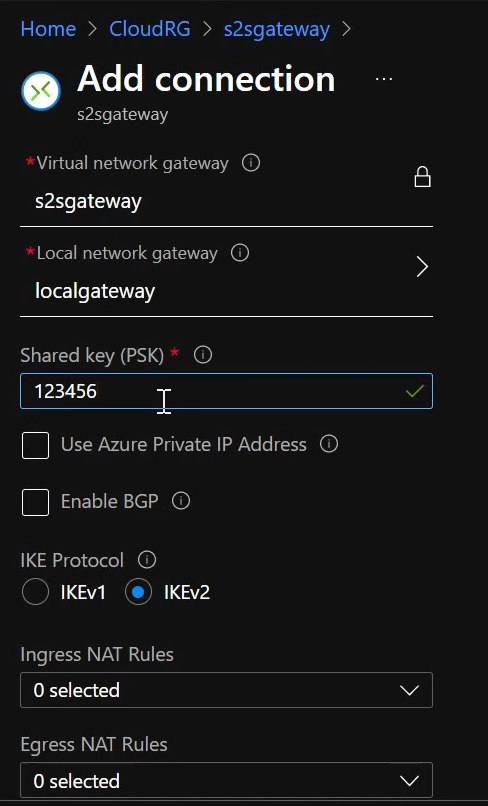 Home > CloudRG > s2sgateway >
Add connection ...
s2sgateway
*Virtual network gateway
s2sgateway
*Local network gateway
localgateway
Shared key (PSK) *
123456
Use Azure Private IP Address
Enable BGP
IKE Protocol
IKEv1 IKEv2
Ingress NAT Rules
0 selected
Egress NAT Rules
0 selected